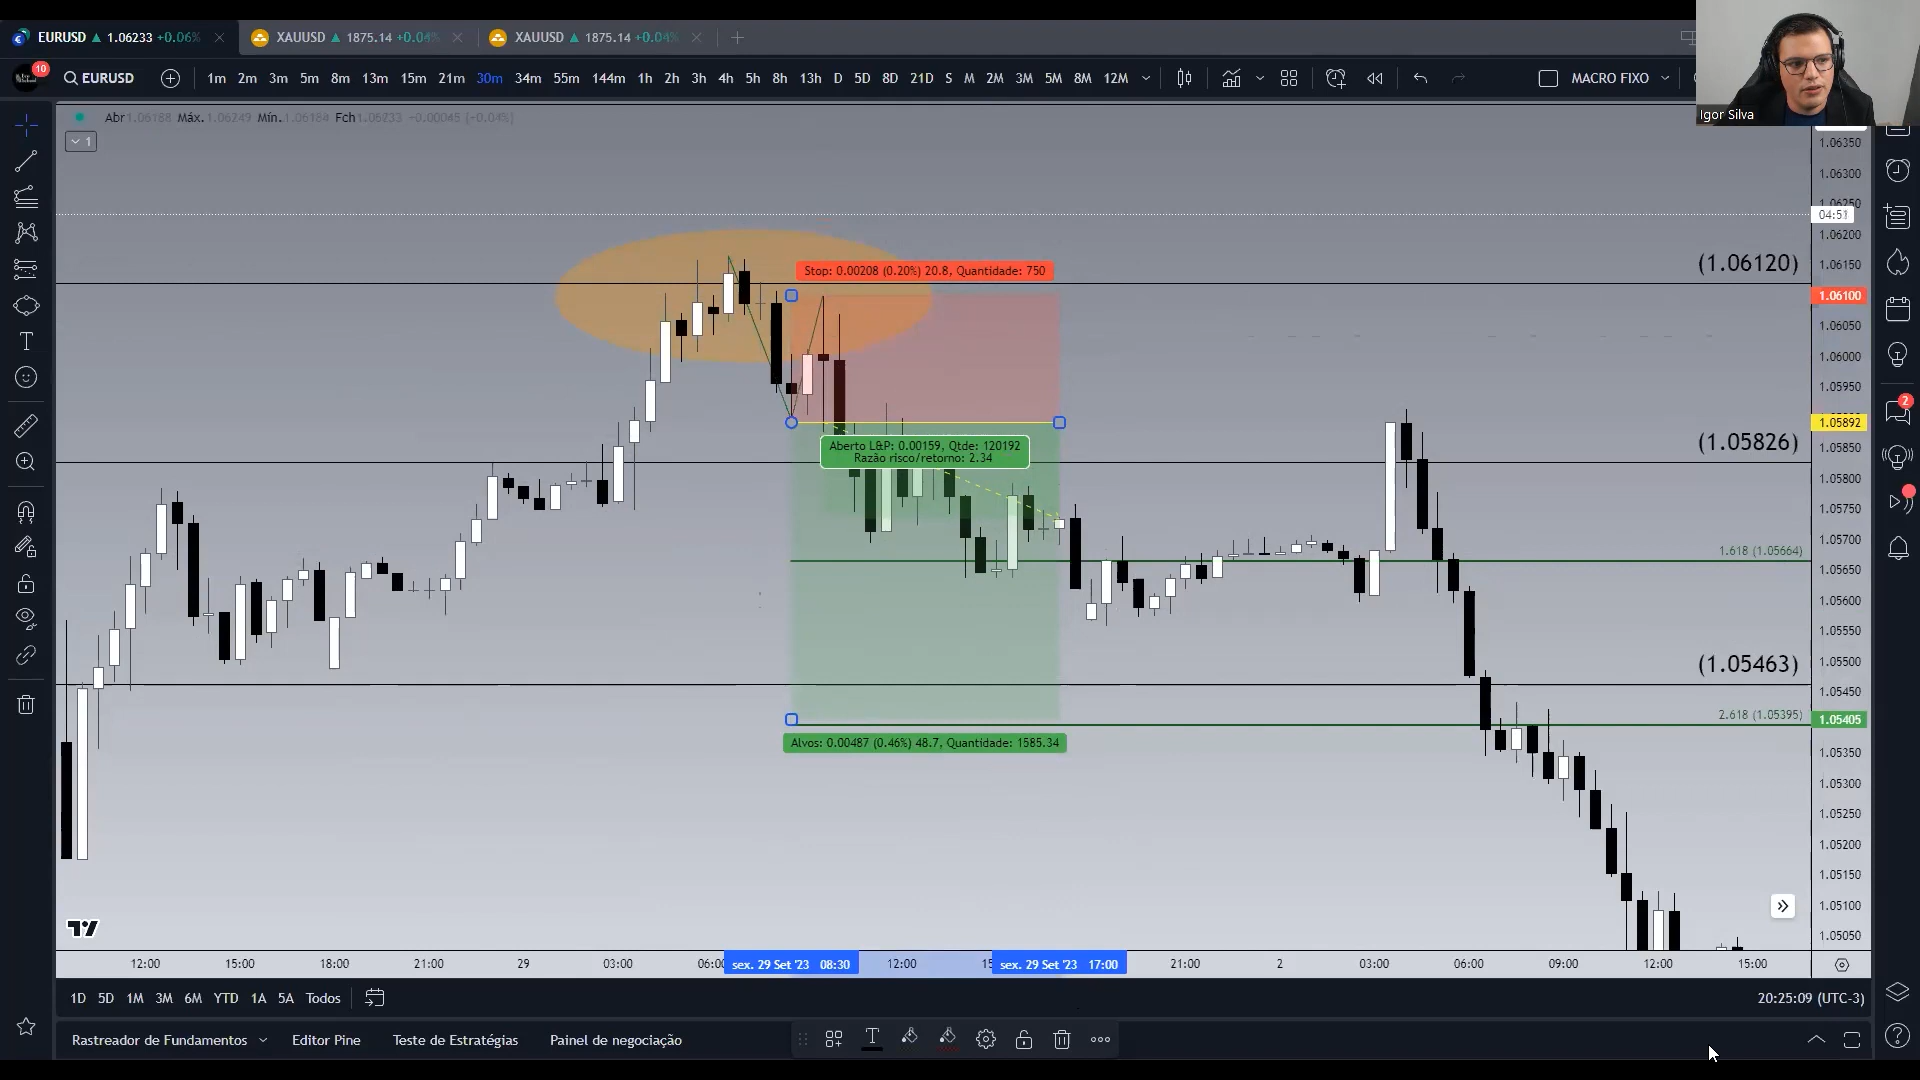 EURUSD 1.06233 +0.06%
XAUUSD 1875.14 +0.04%
XAUUSD 1875.14 +0.04%
10
EURUSD
1m 2m 3m 5m 8m 13m 15m 21m 30m 34m 55m 144m 1h 2h 3h 4h 5h 8h 13h D 5D 8D 21D S M 2M 3M 5M 8M 12M
MACRO FIXO
Igor Silva
Abr 1.06188 Máx. 1.06249 Mín. 1.06184 Fch 1.06233 −0.00045 (−0.04%)
1
1.06350
1.06300
1.06250
04:51
1.06200
1.06150
(1.06120)
1.06100
1.06050
1.06000
1.05950
1.05892
1.05850
(1.05826)
1.05800
1.05750
1.05700
1.618 (1.05664)
1.05650
1.05600
1.05550
1.05500
(1.05463)
1.05450
2.618 (1.05395)
1.05405
1.05350
1.05300
1.05250
1.05200
1.05150
1.05100
1.05050
Stop: 0.00208 (0.20%) 20.8, Quantidade: 750
Aberto L&P: 0.00159, Qtde: 120192
Razão risco/retorno: 2.34
Alvos: 0.00487 (0.46%) 48.7, Quantidade: 1585.34
2
12:00 15:00 18:00 21:00 29 03:00 06:00 sex. 29 Set '23 08:30 12:00 sex. 29 Set '23 17:00 21:00 2 03:00 06:00 09:00 12:00 15:00
1D 5D 1M 3M 6M YTD 1A 5A Todos
20:25:09 (UTC-3)
Rastreador de Fundamentos Editor Pine Teste de Estratégias Painel de negociação